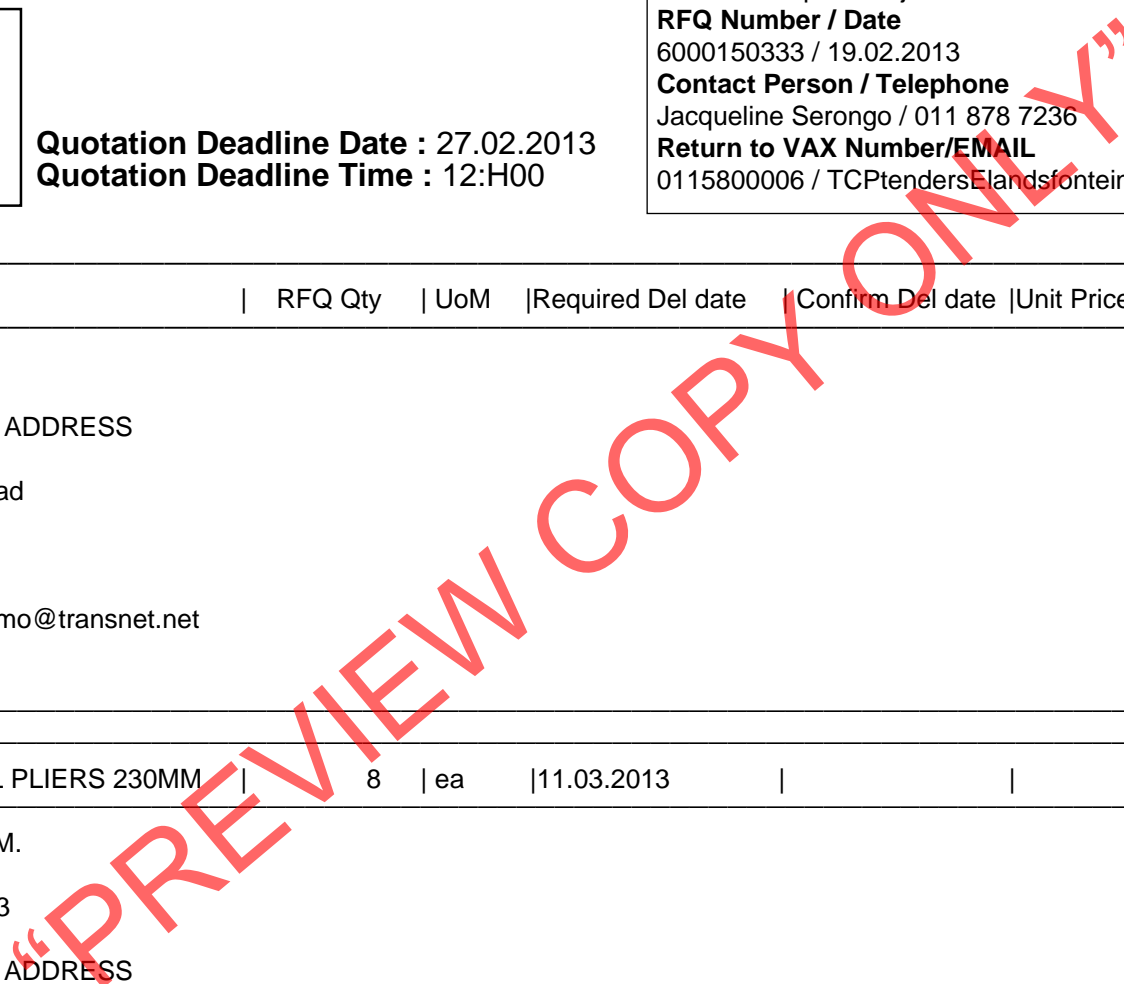 RFQ Number / Date
6000150333 / 19.02.2013
Contact Person / Telephone
Jacqueline Serongo / 011 878 7236
Return to VAX Number/EMAIL
0115800006 / TCPtendersElandsfontein
Quotation Deadline Date : 27.02.2013
Quotation Deadline Time : 12:H00
| RFQ Qty | UoM |Required Del date | Confirm Del date |Unit Price
ADDRESS
ad
mo@transnet.net
PLIERS 230MM | 8 | ea |11.03.2013 | |
M.
3
ADDRESS
“PREVIEW COPY ONLY”